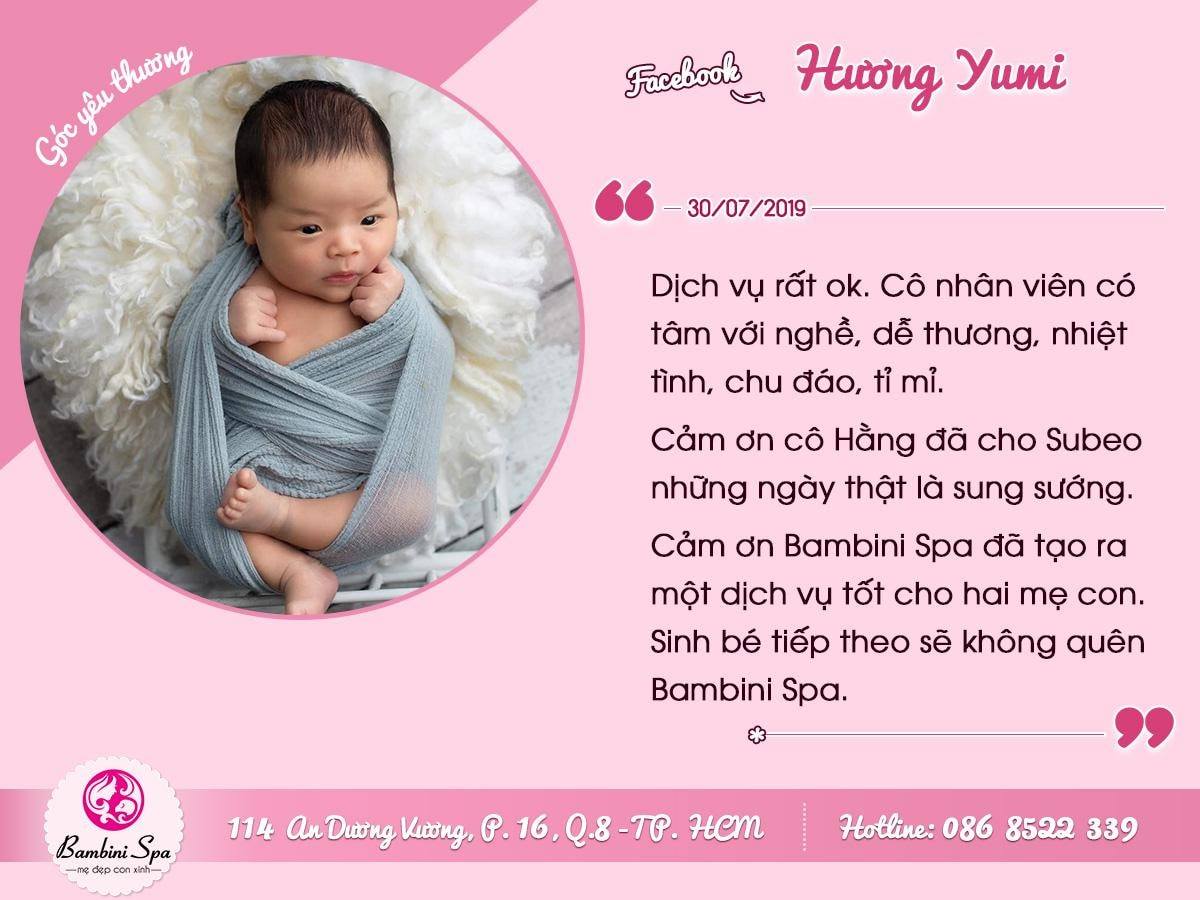 Góc yêu thương
Facebook
Hương Yumi
30/07/2019
Dịch vụ rất ok. Cô nhân viên có
tâm với nghề, dễ thương, nhiệt
tình, chu đáo, tỉ mỉ.
Cảm ơn cô Hằng đã cho Subeo
những ngày thật là sung sướng.
Cảm ơn Bambini Spa đã tạo ra
một dịch vụ tốt cho hai mẹ con.
Sinh bé tiếp theo sẽ không quên
Bambini Spa.
Bambini Spa
mẹ đẹp con xinh
114 An Dương Vương, P. 16, Q.8 -TP. HCM
Hotline: 086 8522 339